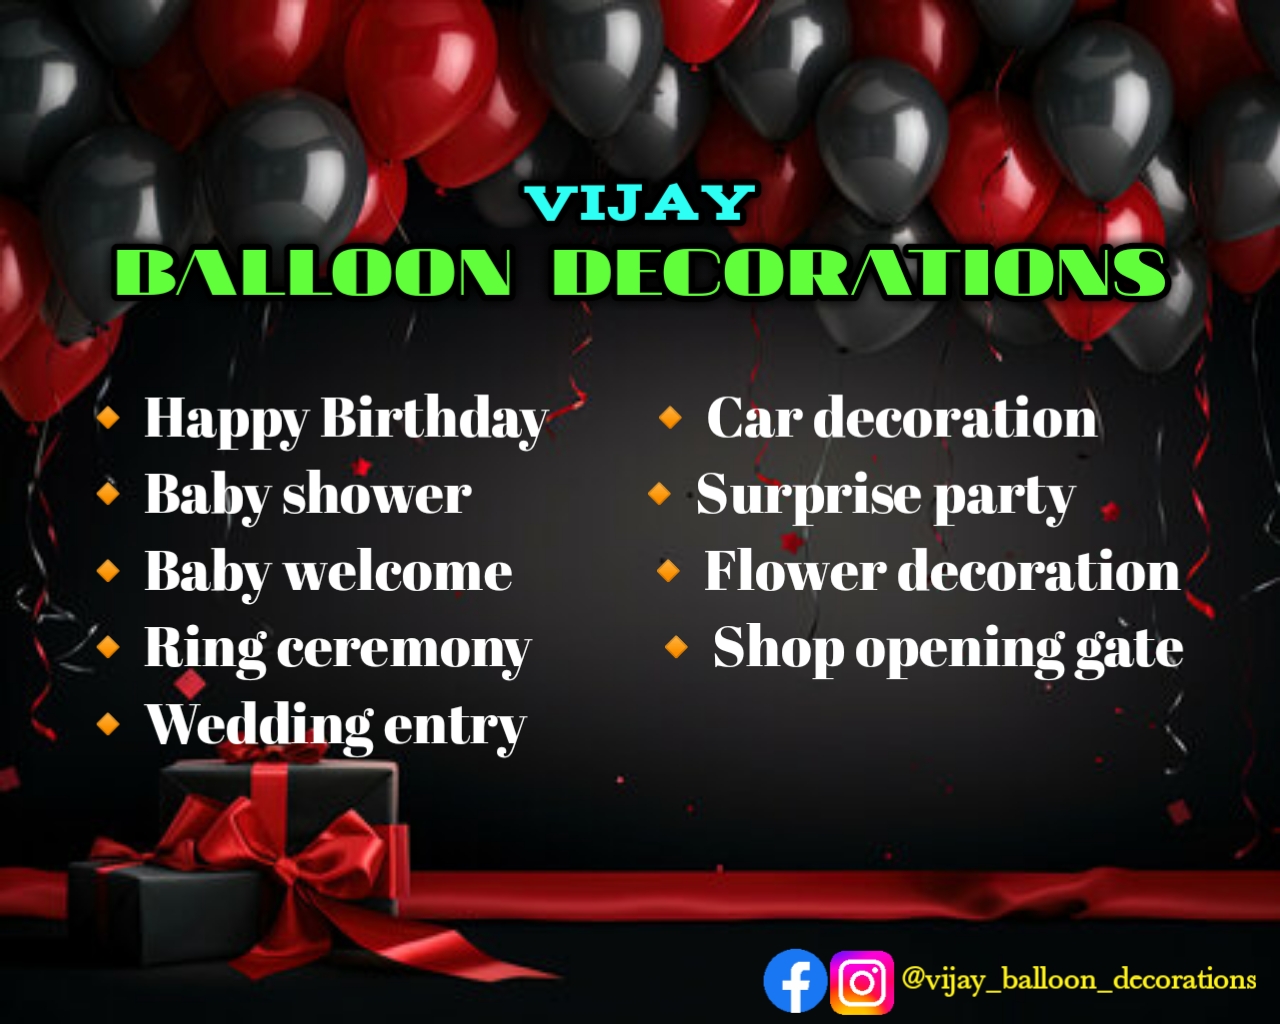 VIJAY
BALLOON DECORATIONS
🔸 Happy Birthday
🔸 Baby shower
🔸 Baby welcome
🔸 Ring ceremony
🔸 Wedding entry
🔸 Car decoration
🔸 Surprise party
🔸 Flower decoration
🔸 Shop opening gate
@vijay_balloon_decorations